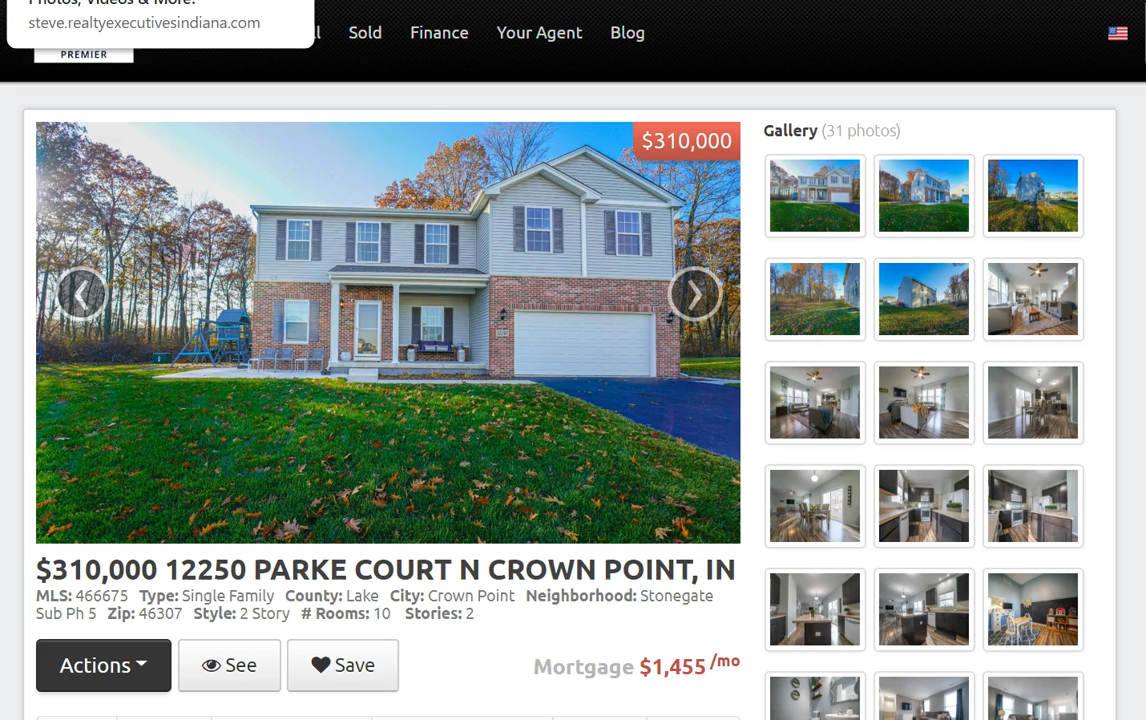 steve.realtyexecutivesindiana.com
PREMIER
Sold Finance Your Agent Blog
$310,000
Gallery (31 photos)
$310,000 12250 PARKE COURT N CROWN POINT, IN
MLS: 466675 Type: Single Family County: Lake City: Crown Point Neighborhood: Stonegate
Sub Ph 5 Zip: 46307 Style: 2 Story # Rooms: 10 Stories: 2
Actions See Save Mortgage $1,455 /mo